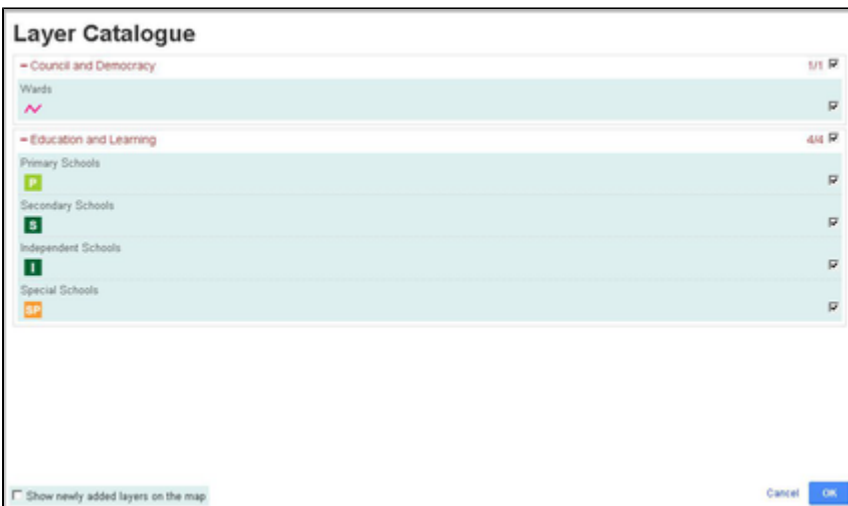 Layer Catalogue
Council and Democracy 1/1
Wards
Education and Learning 4/4
Primary Schools
P
Secondary Schools
S
Independent Schools
I
Special Schools
SP
Show newly added layers on the map Cancel OK